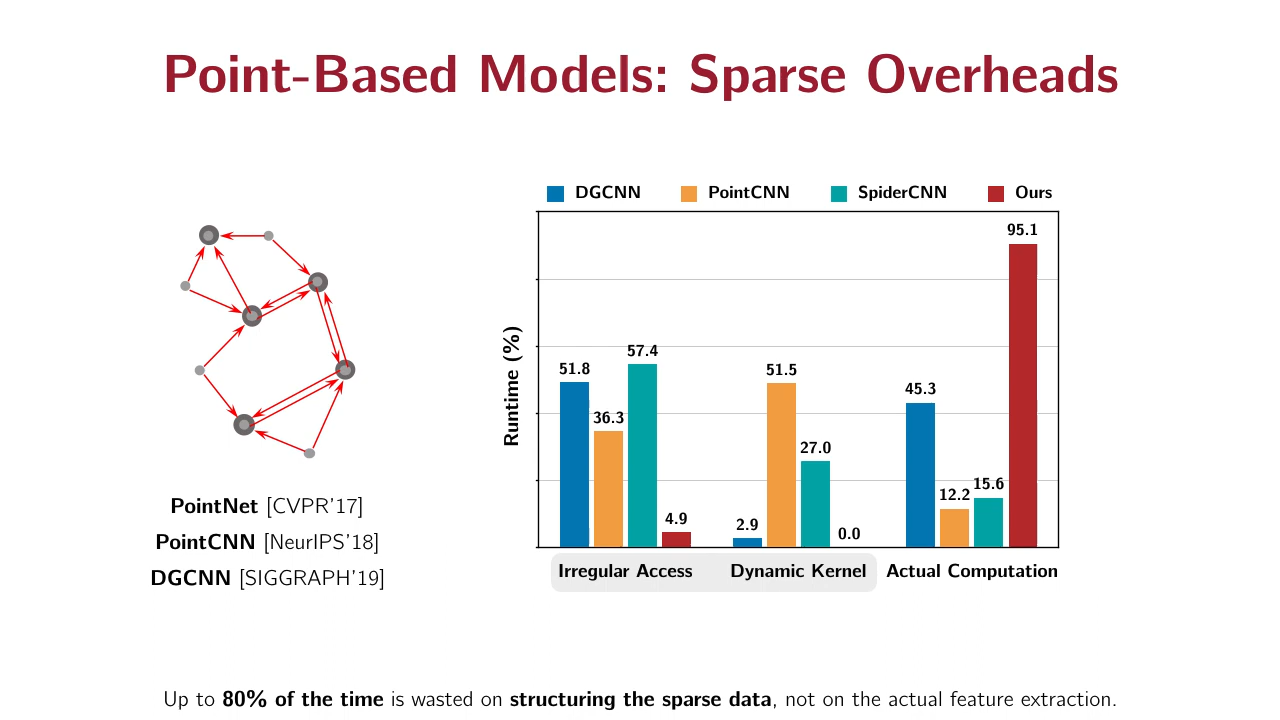 Point-Based Models: Sparse Overheads
PointNet [CVPR'17]
PointCNN [NeurIPS'18]
DGCNN [SIGGRAPH'19]
DGCNN PointCNN SpiderCNN Ours
Runtime (%)
51.8 36.3 57.4 4.9
2.9 51.5 27.0 0.0
45.3 12.2 15.6 95.1
Irregular Access Dynamic Kernel Actual Computation
Up to 80% of the time is wasted on structuring the sparse data, not on the actual feature extraction.